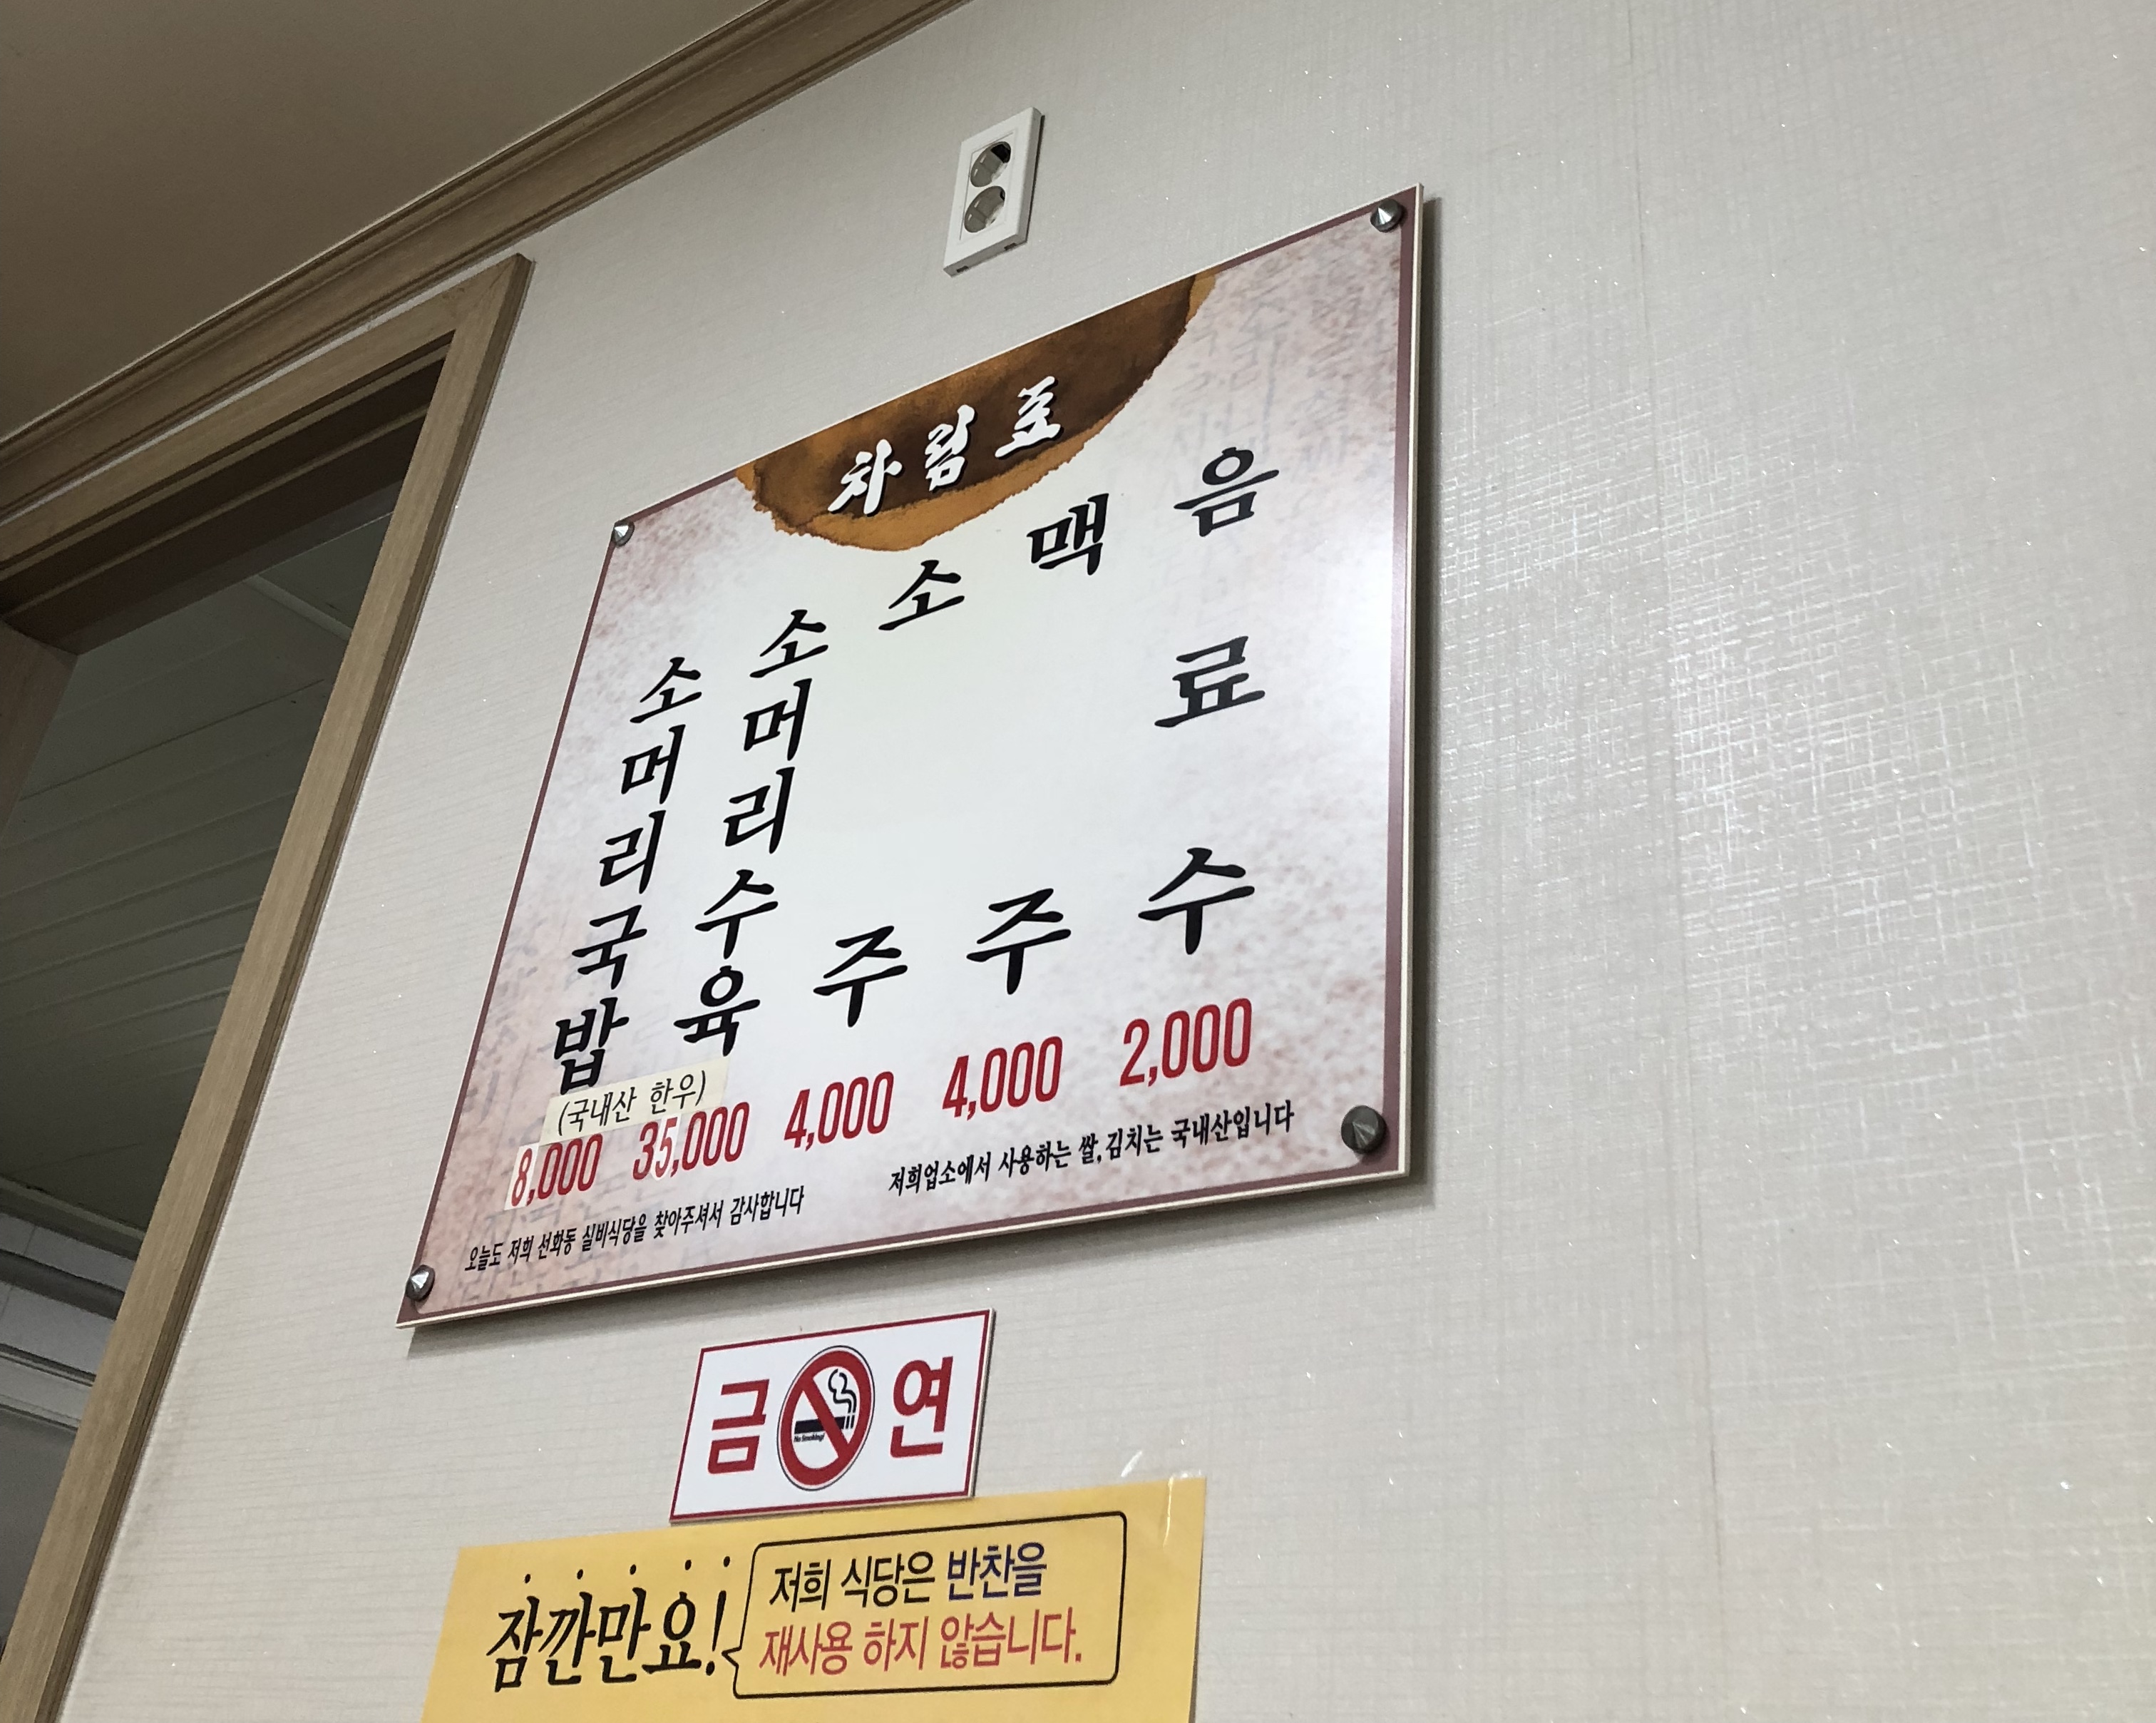 차림표
소머리국밥
(국내산 한우)
8,000
소머리수육
35,000
소주
4,000
맥주
4,000
음료수
2,000
오늘도 저희 선화동 실비식당을 찾아주셔서 감사합니다
저희업소에서 사용하는 쌀,김치는 국내산입니다
금연
No Smoking!
잠깐만요!
저희 식당은 반찬을
재사용 하지 않습니다.